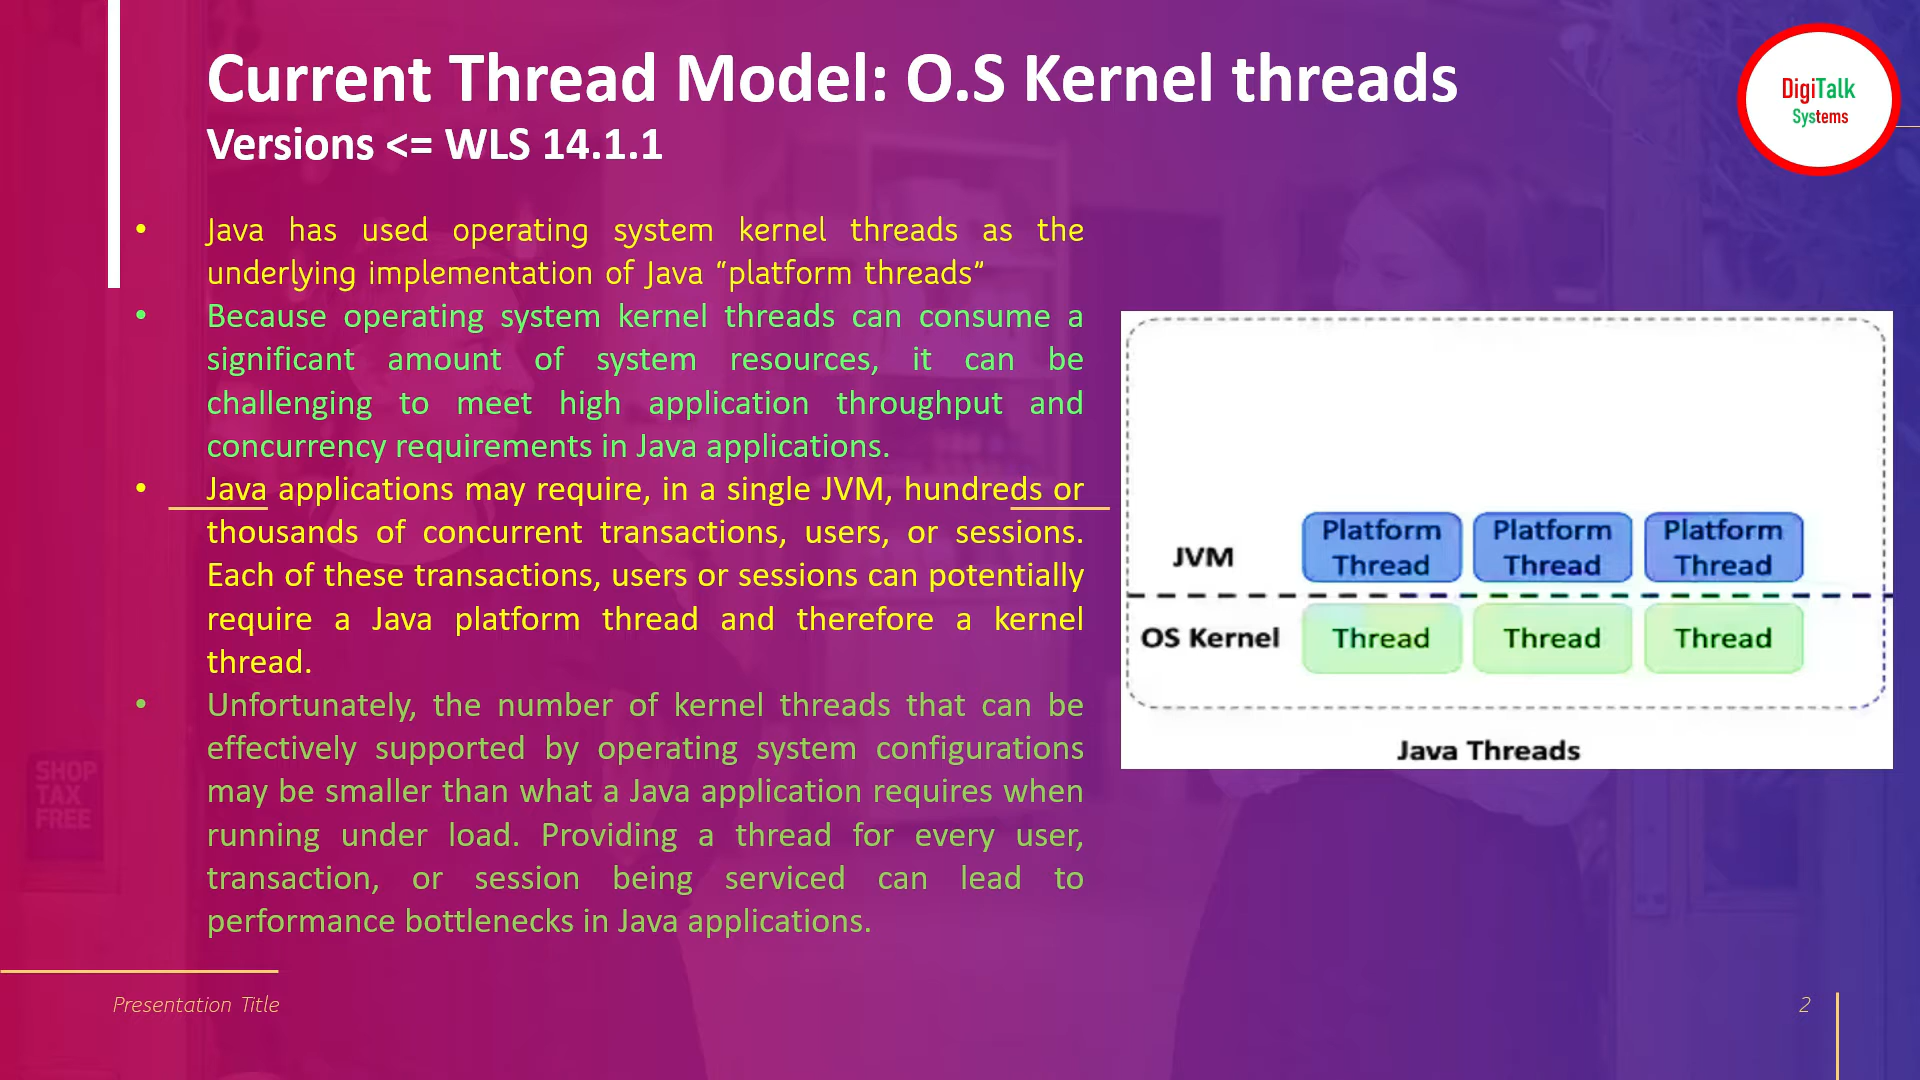 Current Thread Model: O.S Kernel threads
Versions <= WLS 14.1.1
DigiTalk
Systems
• Java has used operating system kernel threads as the
underlying implementation of Java “platform threads”
• Because operating system kernel threads can consume a
significant amount of system resources, it can be
challenging to meet high application throughput and
concurrency requirements in Java applications.
• Java applications may require, in a single JVM, hundreds or
thousands of concurrent transactions, users, or sessions.
Each of these transactions, users or sessions can potentially
require a Java platform thread and therefore a kernel
thread.
• Unfortunately, the number of kernel threads that can be
effectively supported by operating system configurations
may be smaller than what a Java application requires when
running under load. Providing a thread for every user,
transaction, or session being serviced can lead to
performance bottlenecks in Java applications.
Platform Platform Platform
JVM Thread Thread Thread
OS Kernel Thread Thread Thread
Java Threads
SHOP
TAX
FREE
Presentation Title
2